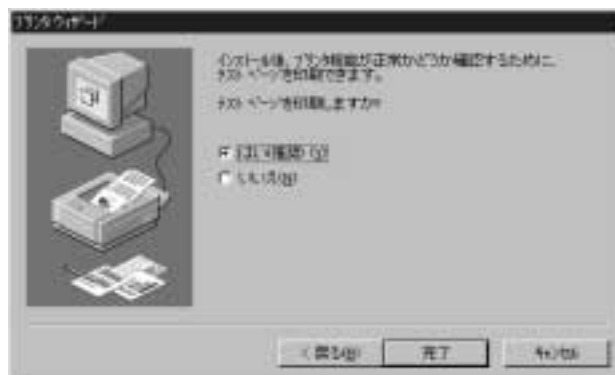 プリンタ ウィザード
インストール後、プリンタ機能が正常かどうか確認するために、
テスト ページを印刷できます。
テスト ページを印刷しますか?
はい(推奨)(Y)
いいえ(N)
< 戻る(B)
完了
キャンセル